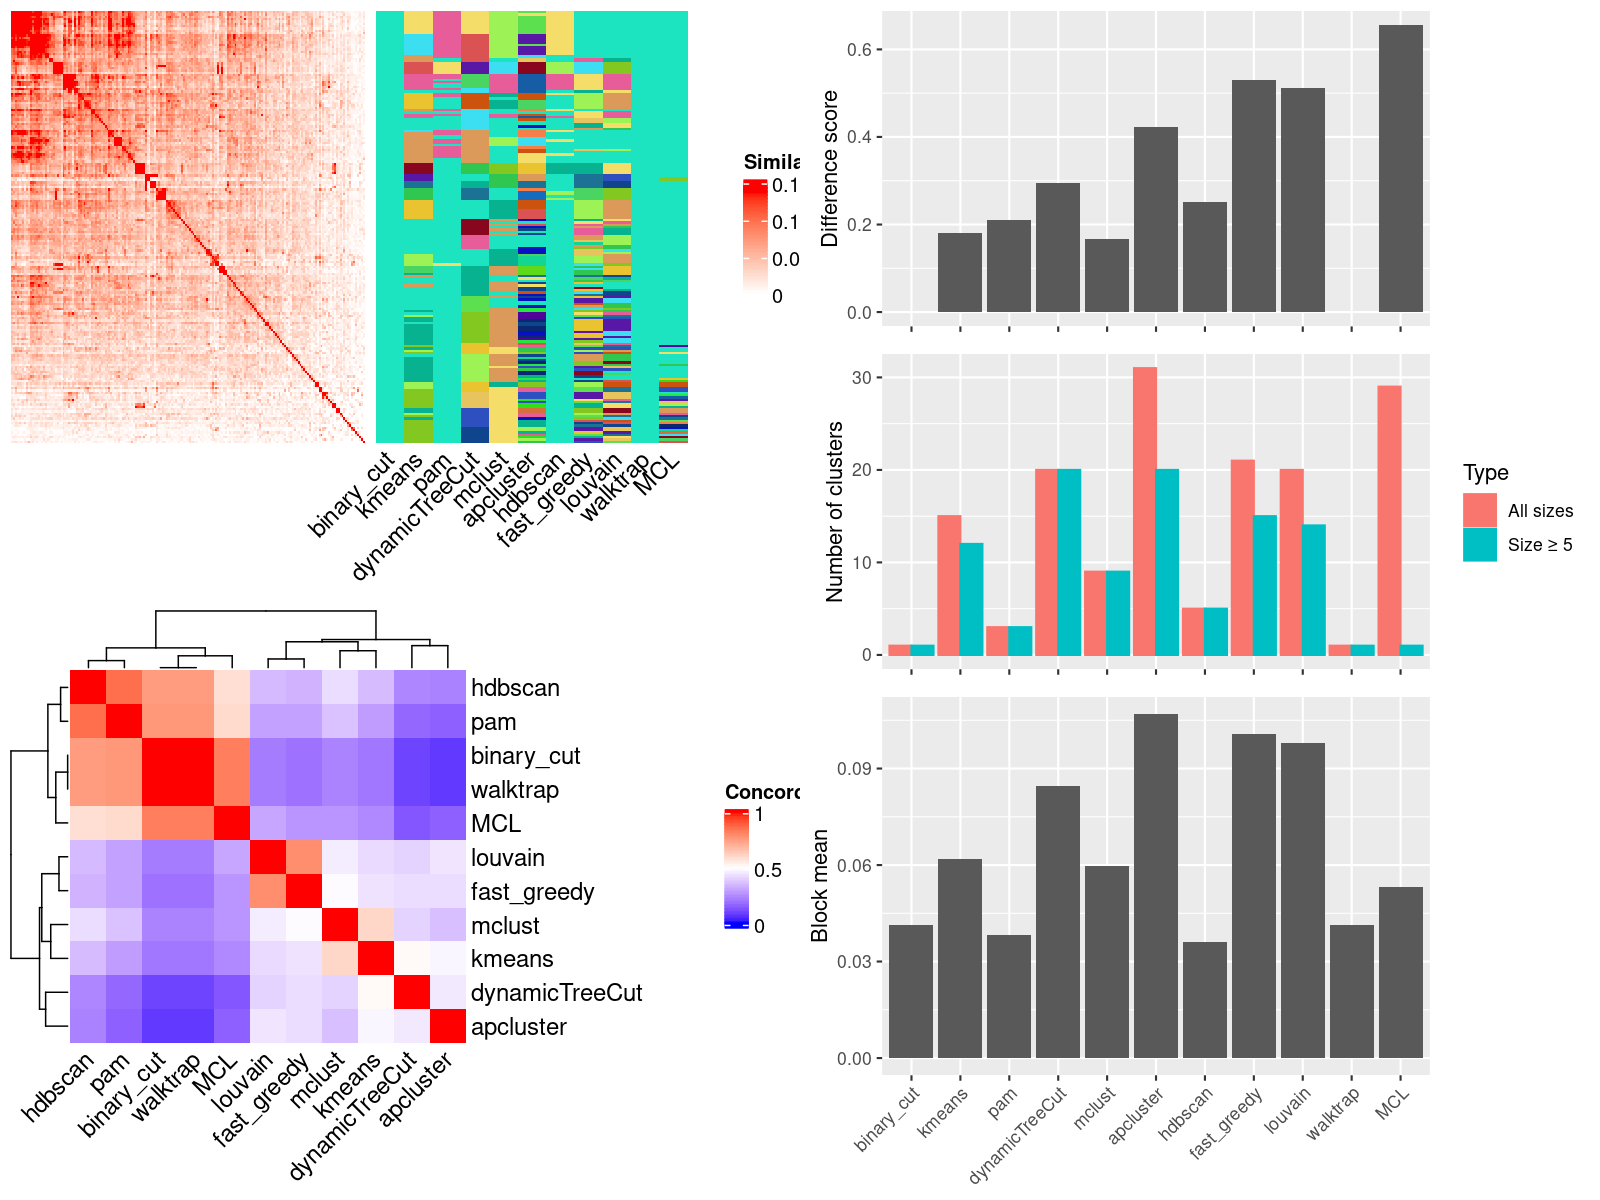 Simila
0.1
0.1
0.0
0
binary_cut
kmeans
pam
dynamicTreeCut
mclust
apcluster
hdbscan
fast_greedy
louvain
walktrap
MCL
hdbscan
pam
binary_cut
walktrap
MCL
louvain
fast_greedy
mclust
kmeans
dynamicTreeCut
apcluster
hdbscan
pam
binary_cut
walktrap
MCL
louvain
fast_greedy
mclust
kmeans
dynamicTreeCut
apcluster
Concord
1
0.5
0
Difference score
0.6
0.4
0.2
0.0
Number of clusters
30
20
10
0
Type
All sizes
Size ≥ 5
Block mean
0.09
0.06
0.03
0.00
binary_cut
kmeans
pam
dynamicTreeCut
mclust
apcluster
hdbscan
fast_greedy
louvain
walktrap
MCL